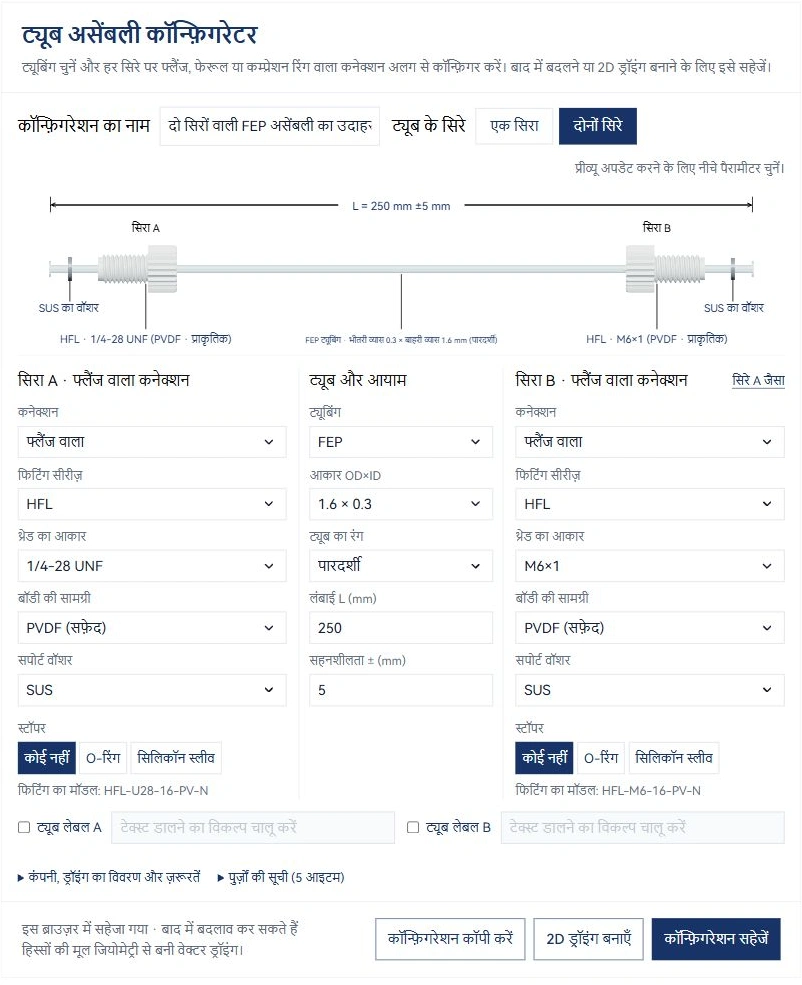 ट्यूब असेंबली कॉन्फ़िगरेटर
ट्यूबिंग चुनें और हर सिरे पर फ्लैंज, फेरूल या कम्प्रेशन रिंग वाला कनेक्शन अलग से कॉन्फ़िगर करें। बाद में बदलने या 2D ड्रॉइंग बनाने के लिए इसे सहेजें।
कॉन्फ़िगरेशन का नाम
दो सिरों वाली FEP असेंबली का उदाहर
ट्यूब के सिरे
एक सिरा
दोनों सिरे
प्रीव्यू अपडेट करने के लिए नीचे पैरामीटर चुनें।
L = 250 mm ±5 mm
सिरा A
सिरा B
SUS का वॉशर
SUS का वॉशर
HFL · 1/4-28 UNF (PVDF · प्राकृतिक)
FEP ट्यूबिंग · भीतरी व्यास 0.3 × बाहरी व्यास 1.6 mm (पारदर्शी)
HFL · M6×1 (PVDF · प्राकृतिक)
सिरा A · फ्लैंज वाला कनेक्शन
कनेक्शन
फ्लैंज वाला
फिटिंग सीरीज़
HFL
थ्रेड का आकार
1/4-28 UNF
बॉडी की सामग्री
PVDF (सफ़ेद)
सपोर्ट वॉशर
SUS
स्टॉपर
कोई नहीं
O-रिंग
सिलिकॉन स्लीव
फिटिंग का मॉडल: HFL-U28-16-PV-N
ट्यूब और आयाम
ट्यूबिंग
FEP
आकार OD×ID
1.6 × 0.3
ट्यूब का रंग
पारदर्शी
लंबाई L (mm)
250
सहनशीलता ± (mm)
5
सिरा B · फ्लैंज वाला कनेक्शन
सिरे A जैसा
कनेक्शन
फ्लैंज वाला
फिटिंग सीरीज़
HFL
थ्रेड का आकार
M6×1
बॉडी की सामग्री
PVDF (सफ़ेद)
सपोर्ट वॉशर
SUS
स्टॉपर
कोई नहीं
O-रिंग
सिलिकॉन स्लीव
फिटिंग का मॉडल: HFL-M6-16-PV-N
ट्यूब लेबल A
टेक्स्ट डालने का विकल्प चालू करें
ट्यूब लेबल B
टेक्स्ट डालने का विकल्प चालू करें
कंपनी, ड्रॉइंग का विवरण और ज़रूरतें
पुर्ज़ों की सूची (5 आइटम)
इस ब्राउज़र में सहेजा गया · बाद में बदलाव कर सकते हैं
हिस्सों की मूल जियोमेट्री से बनी वेक्टर ड्रॉइंग।
कॉन्फ़िगरेशन कॉपी करें
2D ड्रॉइंग बनाएँ
कॉन्फ़िगरेशन सहेजें